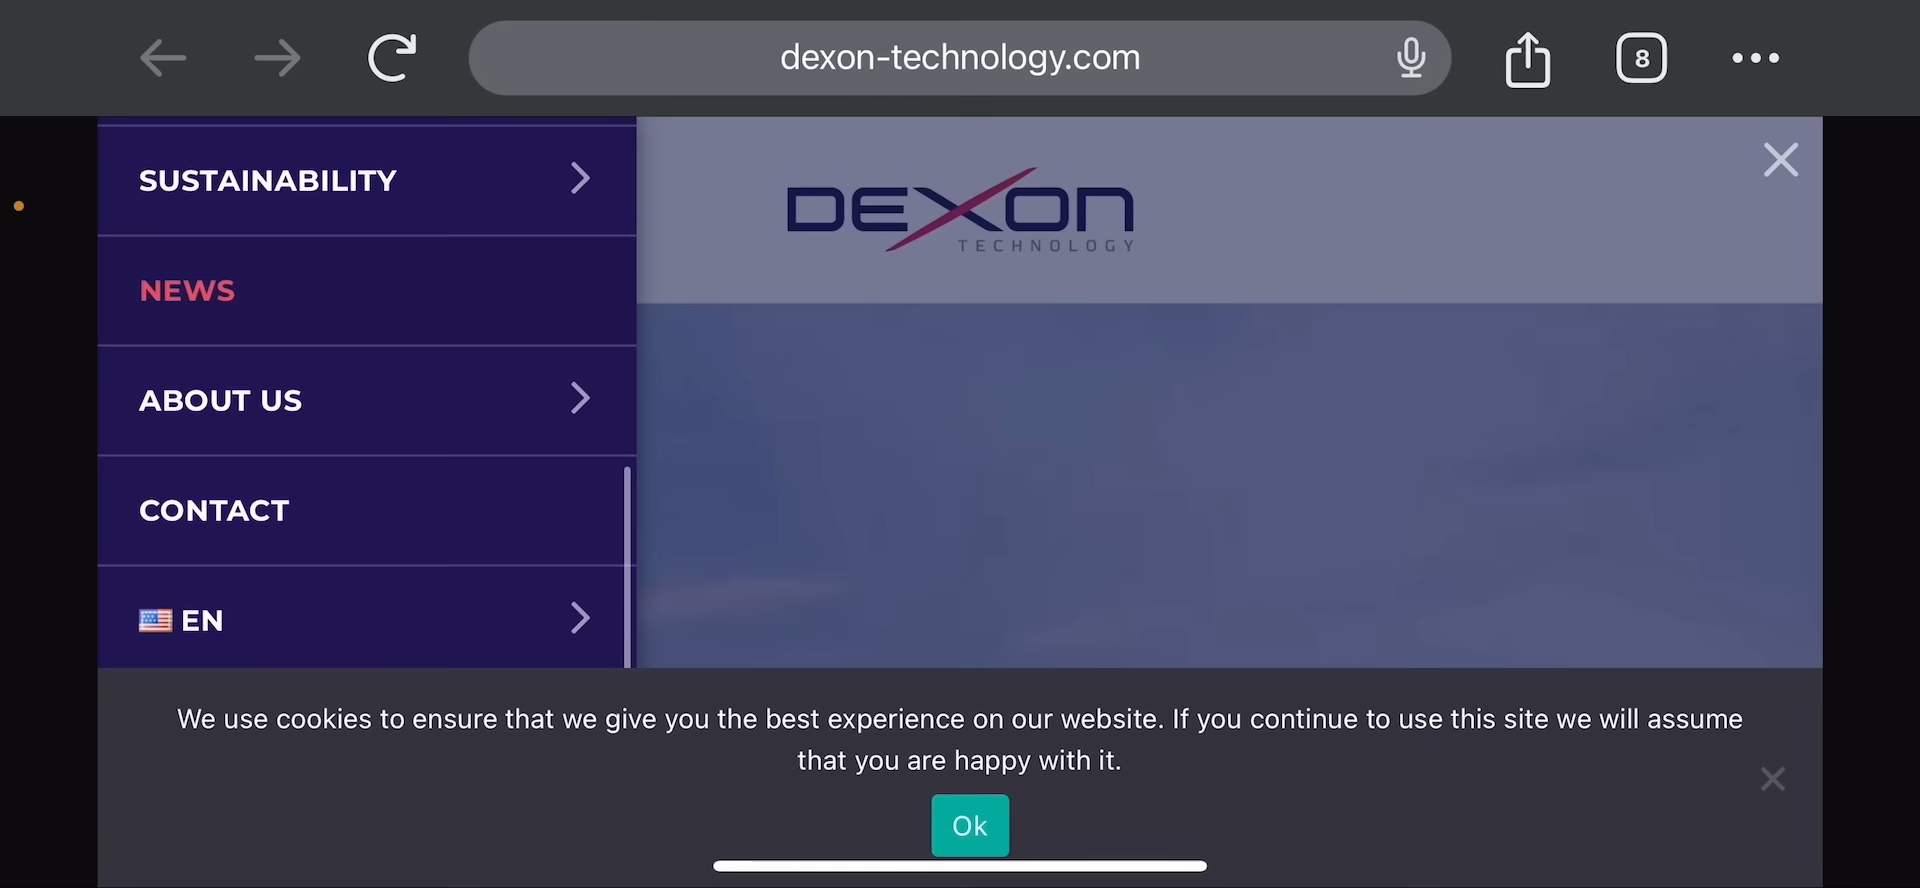 dexon-technology.com
8
SUSTAINABILITY
NEWS
ABOUT US
CONTACT
EN
DEXON
TECHNOLOGY
We use cookies to ensure that we give you the best experience on our website. If you continue to use this site we will assume
that you are happy with it.
Ok